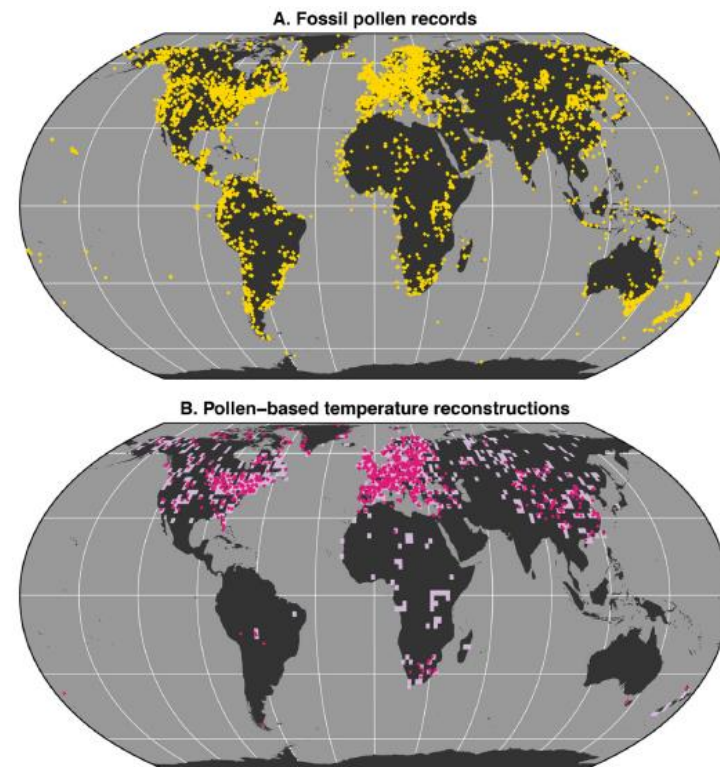 A. Fossil pollen records
B. Pollen−based temperature reconstructions